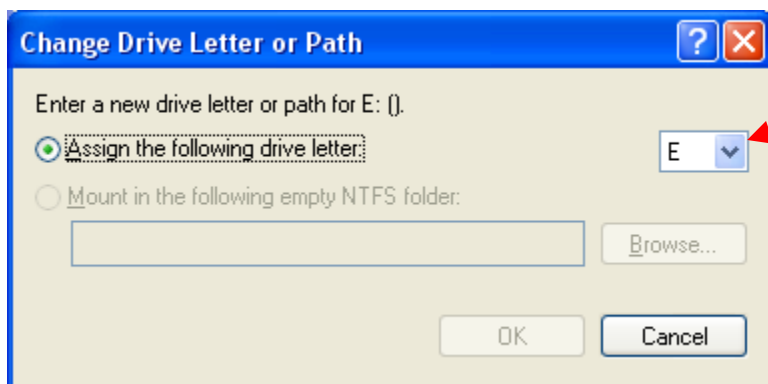 Change Drive Letter or Path
Enter a new drive letter or path for E: ().
Assign the following drive letter: E
Mount in the following empty NTFS folder:
Browse...
OK Cancel